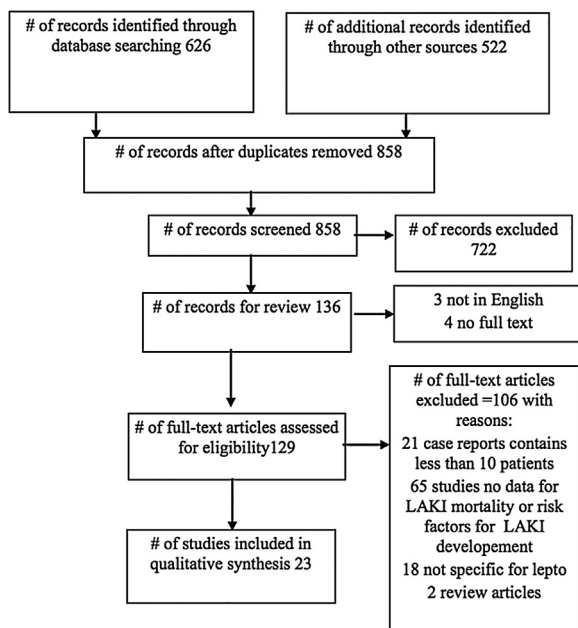 # of records identified through
database searching 626
# of additional records identified
through other sources 522
# of records after duplicates removed 858
# of records screened 858
# of records excluded
722
# of records for review 136
3 not in English
4 no full text
# of full-text articles assessed
for eligibility129
# of full-text articles
excluded =106 with
reasons:
21 case reports contains
less than 10 patients
65 studies no data for
LAKI mortality or risk
factors for LAKI
developement
18 not specific for lepto
2 review articles
# of studies included in
qualitative synthesis 23